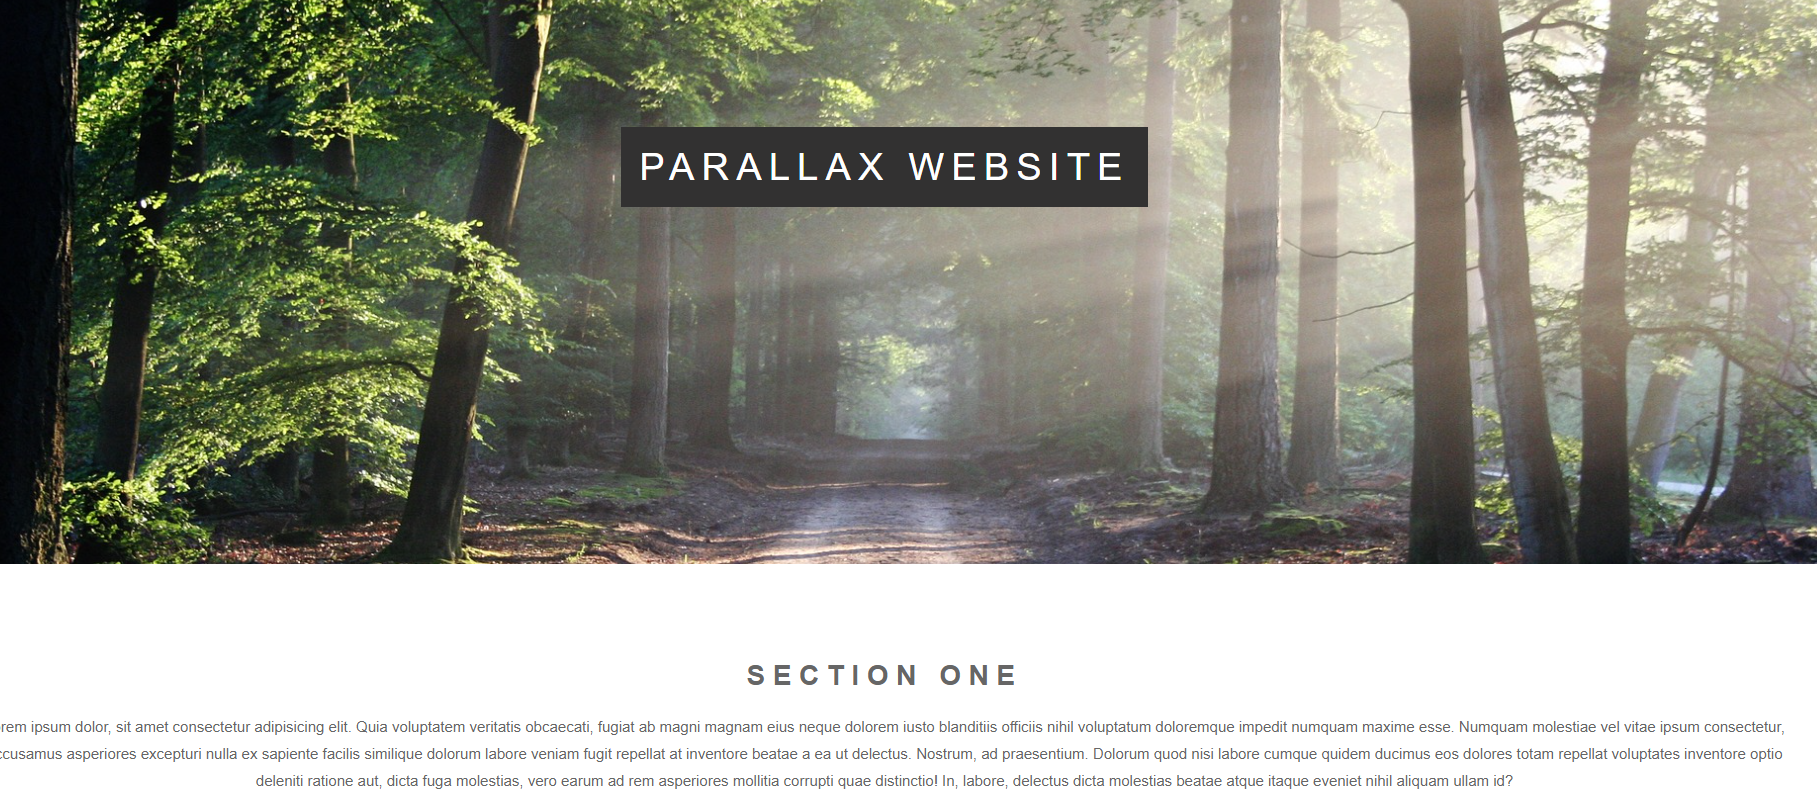 PARALLAX WEBSITE
SECTION ONE
rem ipsum dolor, sit amet consectetur adipisicing elit. Quia voluptatem veritatis obcaecati, fugiat ab magni magnam eius neque dolorem iusto blanditiis officiis nihil voluptatum doloremque impedit numquam maxime esse. Numquam molestiae vel vitae ipsum consectetur,
ccusamus asperiores excepturi nulla ex sapiente facilis similique dolorum labore veniam fugit repellat at inventore beatae a ea ut delectus. Nostrum, ad praesentium. Dolorum quod nisi labore cumque quidem ducimus eos dolores totam repellat voluptates inventore optio
deleniti ratione aut, dicta fuga molestias, vero earum ad rem asperiores mollitia corrupti quae distinctio! In, labore, delectus dicta molestias beatae atque itaque eveniet nihil aliquam ullam id?